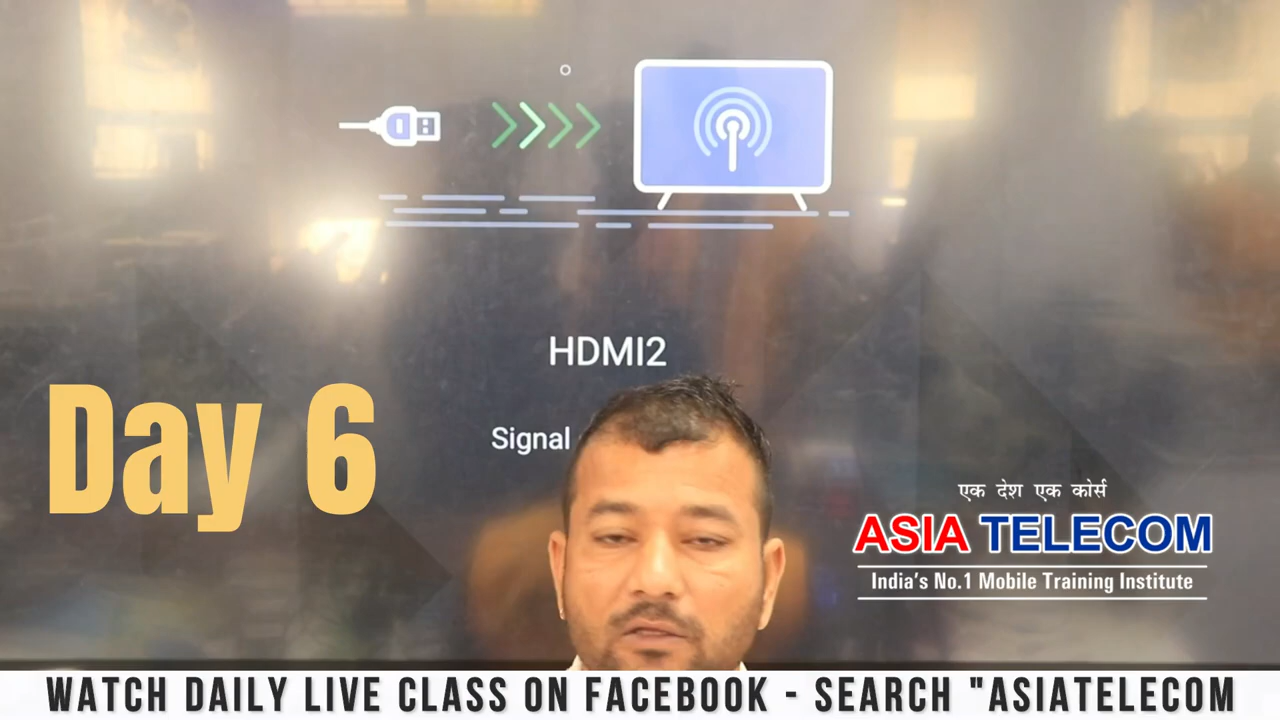 HDMI2
Day 6
Signal
एक देश एक कोर्स
ASIA TELECOM
India's No.1 Mobile Training Institute
WATCH DAILY LIVE CLASS ON FACEBOOK - SEARCH "ASIATELECOM